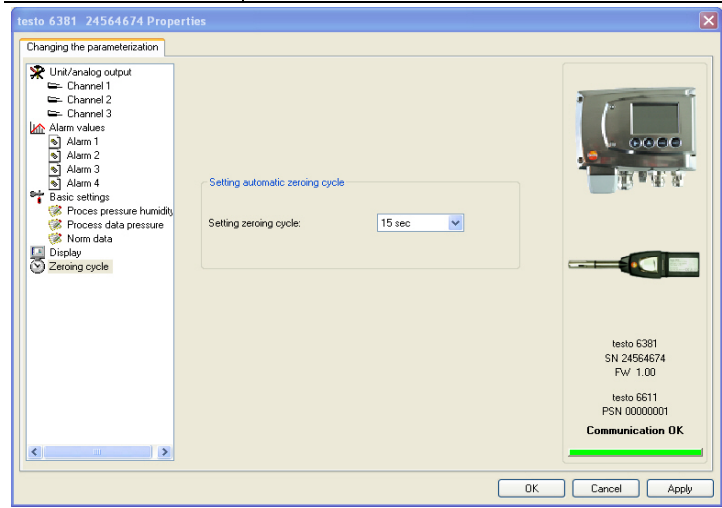 testo 6381 24564674 Properties
Changing the parameterization
Unit/analog output
Channel 1
Channel 2
Channel 3
Alarm values
Alarm 1
Alarm 2
Alarm 3
Alarm 4
Basic settings
Proces pressure humidity
Process data pressure
Norm data
Display
Zeroing cycle
Setting automatic zeroing cycle
Setting zeroing cycle:
15 sec
testo 6381
SN 24564674
FW 1.00
testo 6611
PSN 00000001
Communication OK
OK
Cancel
Apply